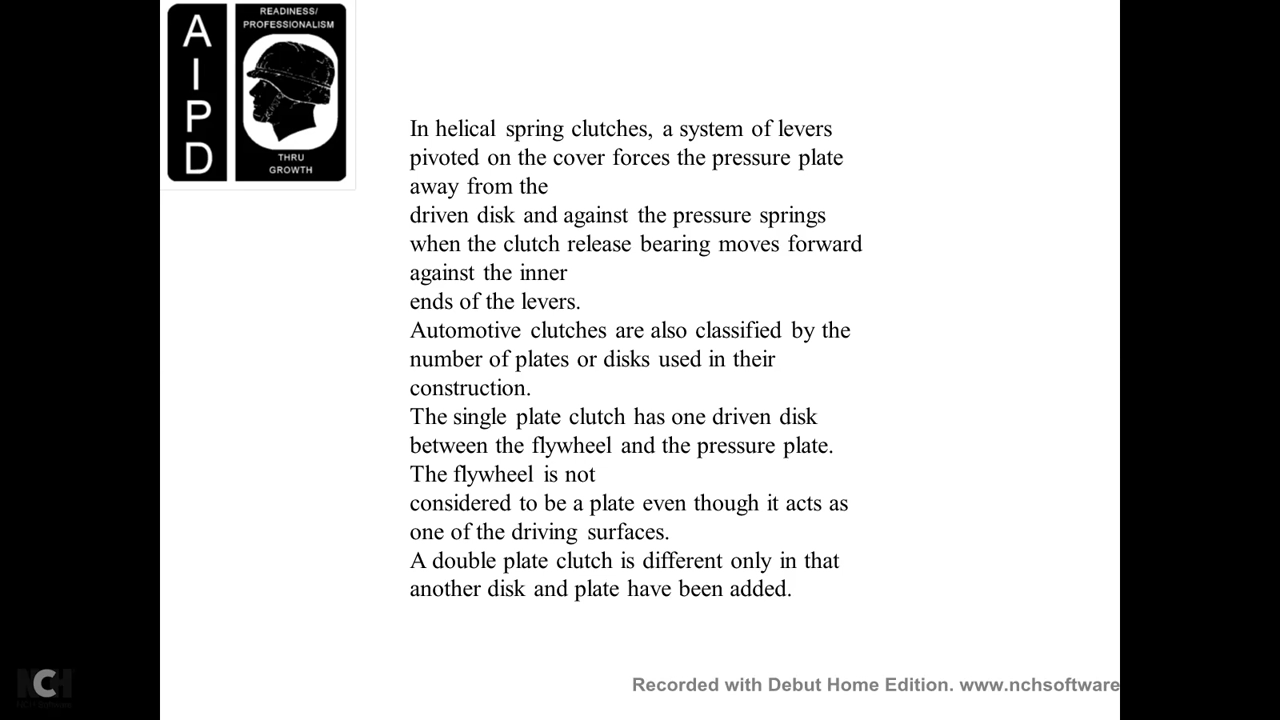 A
I
P
D
READINESS/
PROFESSIONALISM
THRU
GROWTH
In helical spring clutches, a system of levers
pivoted on the cover forces the pressure plate
away from the
driven disk and against the pressure springs
when the clutch release bearing moves forward
against the inner
ends of the levers.
Automotive clutches are also classified by the
number of plates or disks used in their
construction.
The single plate clutch has one driven disk
between the flywheel and the pressure plate.
The flywheel is not
considered to be a plate even though it acts as
one of the driving surfaces.
A double plate clutch is different only in that
another disk and plate have been added.
NCH
NCH Software
Recorded with Debut Home Edition. www.nchsoftware